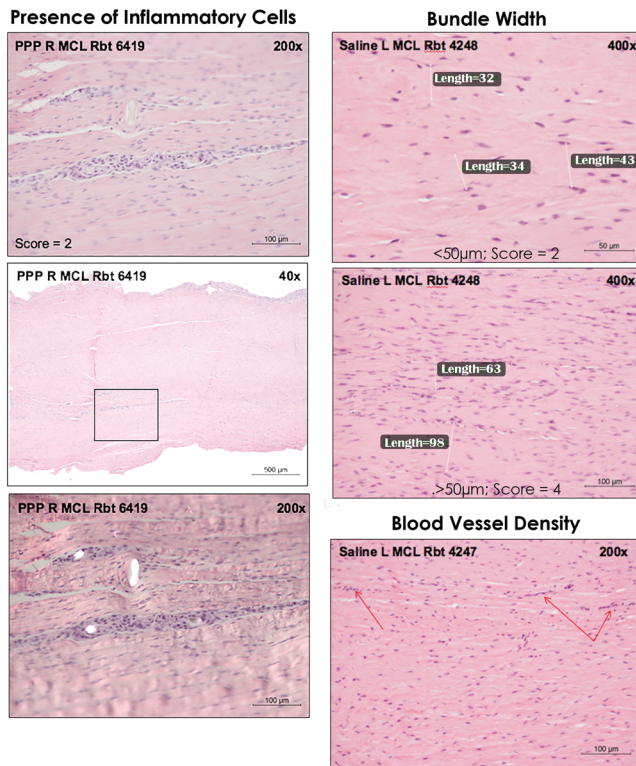 Presence of Inflammatory Cells
PPP R MCL Rbt 6419 200x
Score = 2
100 µm
PPP R MCL Rbt 6419 40x
500 µm
PPP R MCL Rbt 6419 200x
100 µm
Bundle Width
Saline L MCL Rbt 4248 400x
Length=32
Length=34
Length=43
50 µm
<50µm; Score = 2
Saline L MCL Rbt 4248 400x
Length=63
Length=98
100 µm
.>50µm; Score = 4
Blood Vessel Density
Saline L MCL Rbt 4247 200x
100 µm